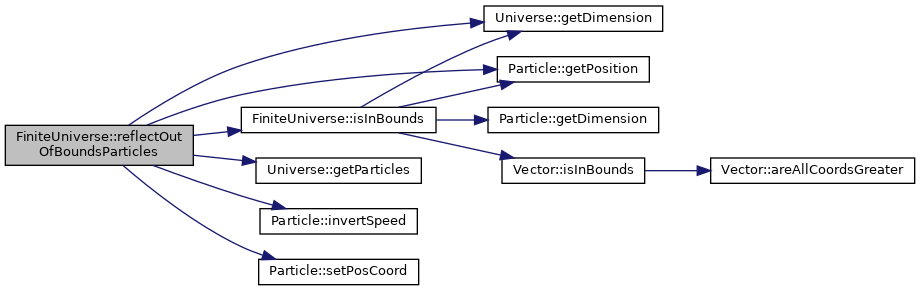 FiniteUniverse::reflectOut
OfBoundsParticles
Universe::getDimension
Particle::getPosition
FiniteUniverse::isInBounds
Particle::getDimension
Vector::isInBounds
Vector::areAllCoordsGreater
Universe::getParticles
Particle::invertSpeed
Particle::setPosCoord